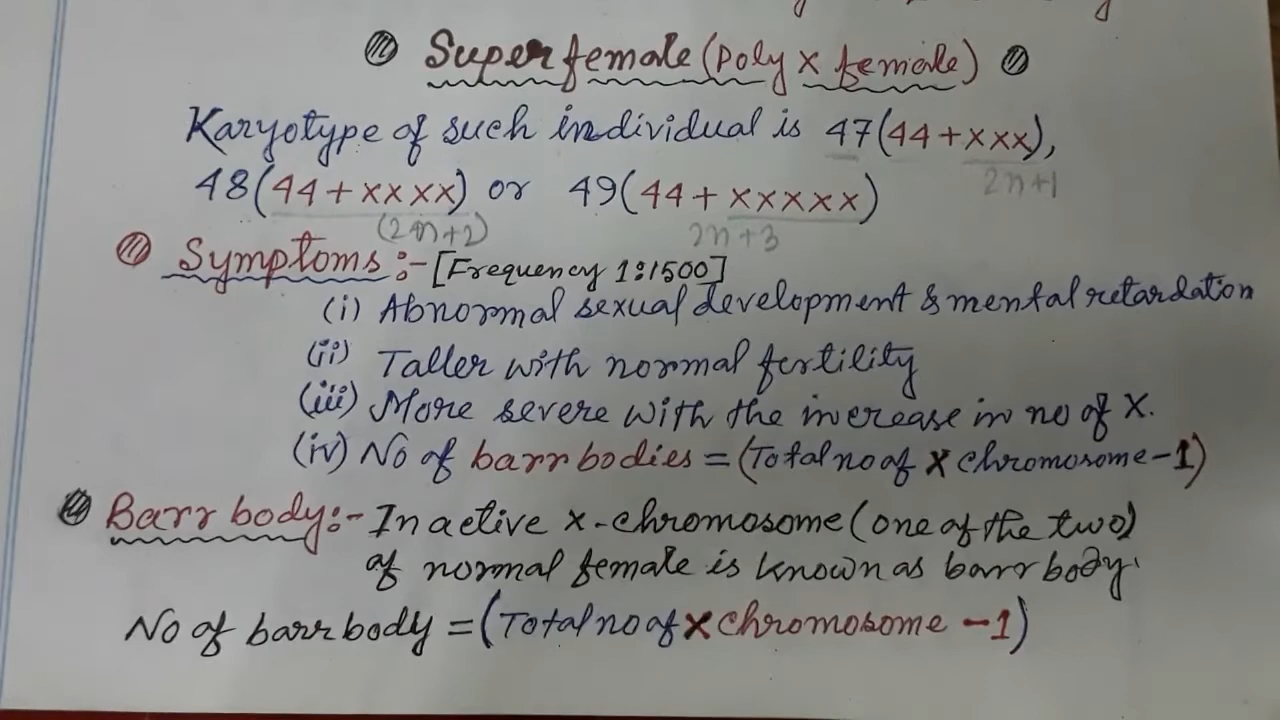 Superfemale (Poly x female)
Karyotype of such individual is 47(44+xxx),
2n+1
48(44+xxxx) or 49(44+xxxxx)
(2n+2) 2n+3
Symptoms :- [Frequency 1:1500]
(i) Abnormal sexual development & mental retardation
(ii) Taller with normal fertility
(iii) More severe with the increase in no of X.
(iv) No of barr bodies = (Total no of X chromosome-1)
Barr body:- Inactive x-chromosome (one of the two)
of normal female is known as barr body.
No of barr body = (Total no of X chromosome -1)